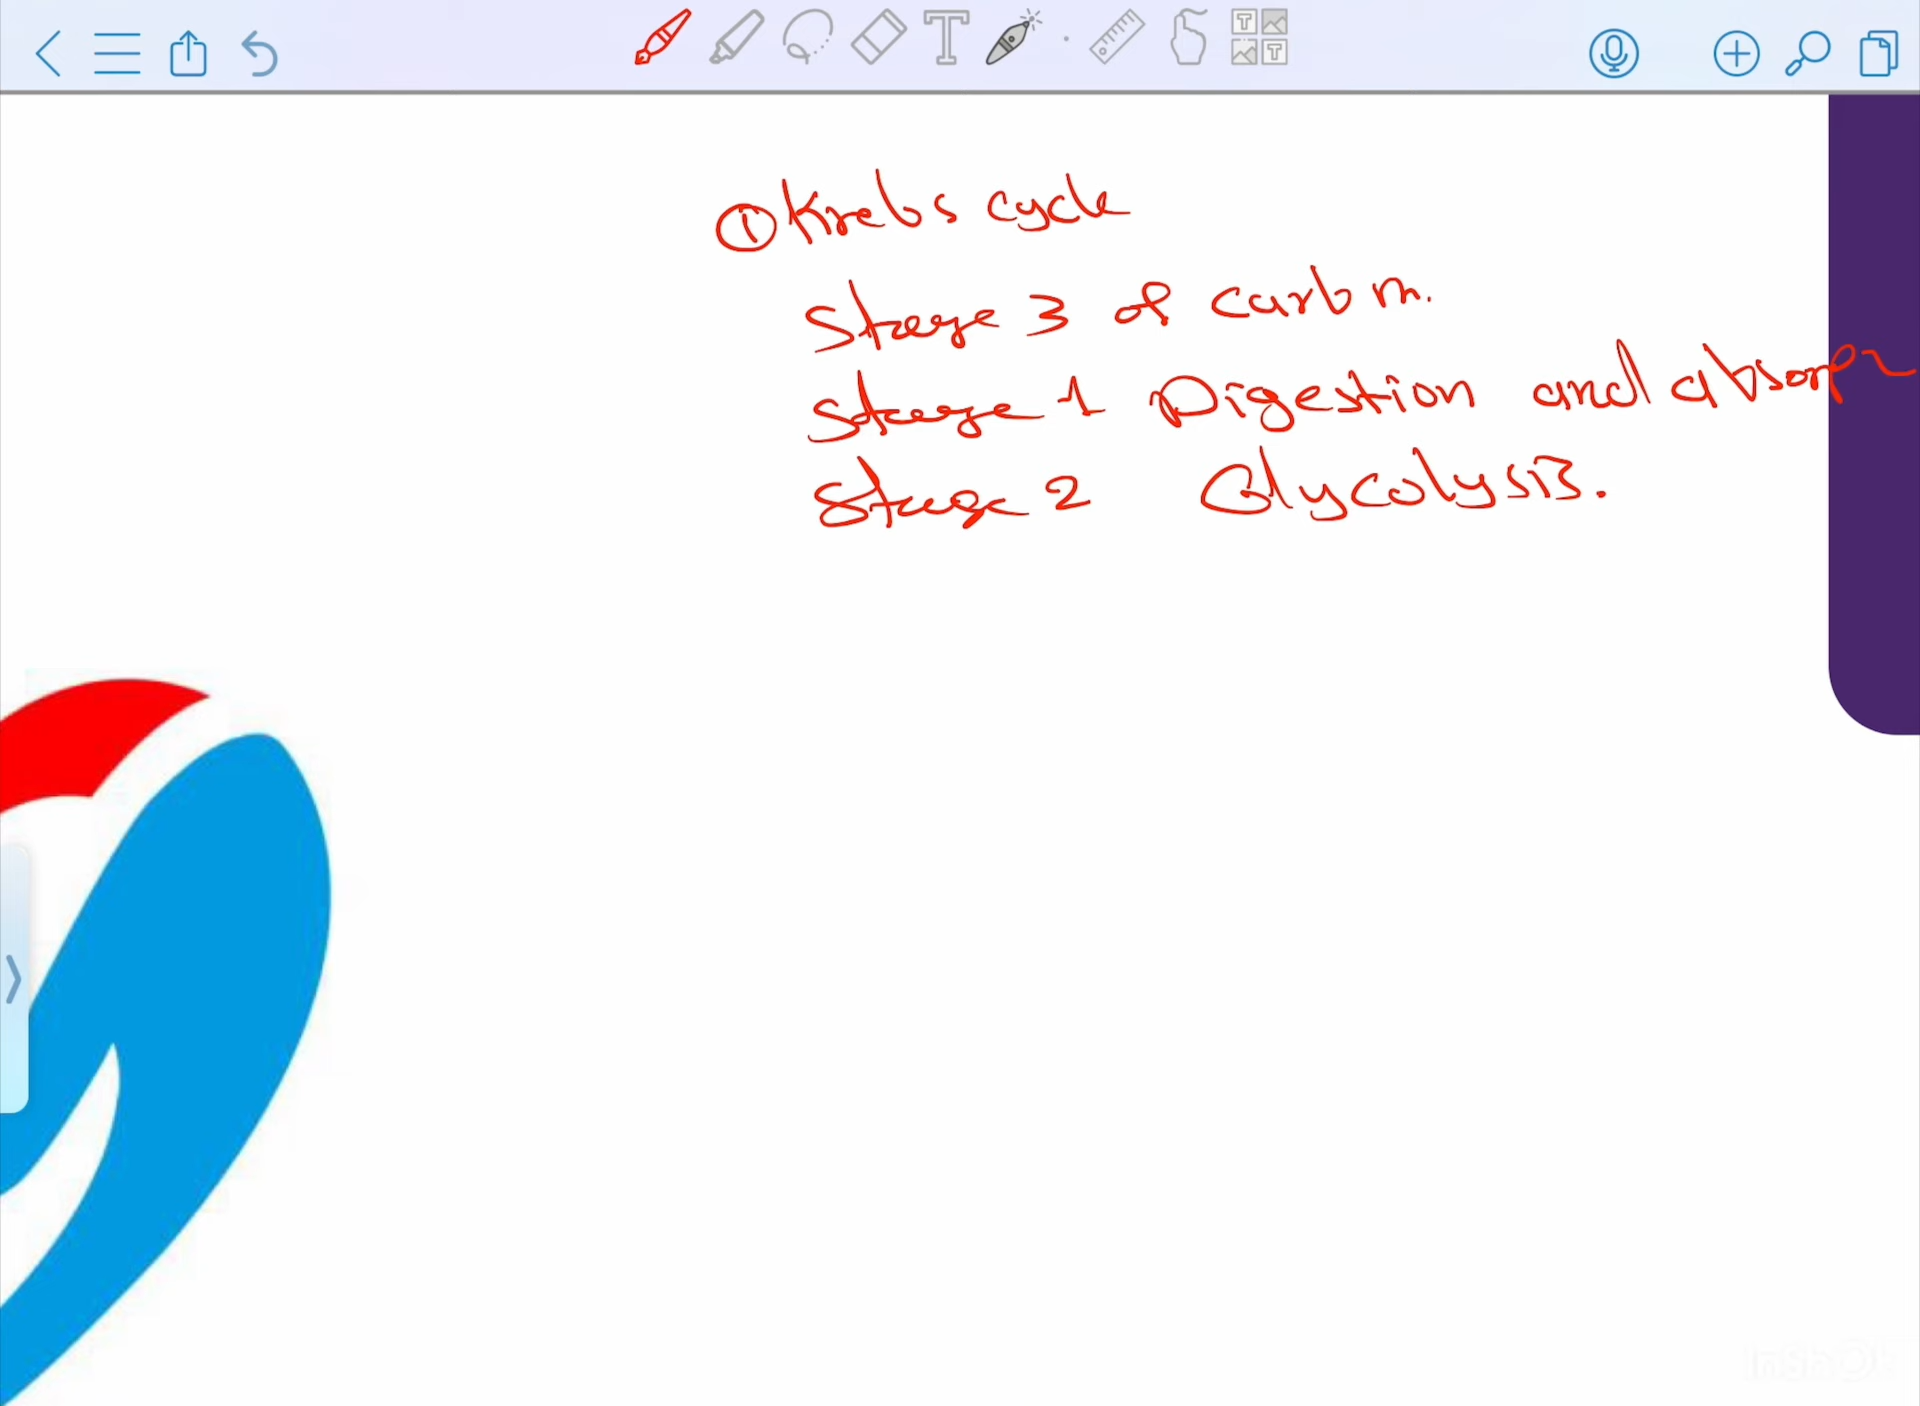 ① Krebs cycle
Stage 3 of carb m.
Stage 1 Digestion and absorp
Stage 2 Glycolysis.